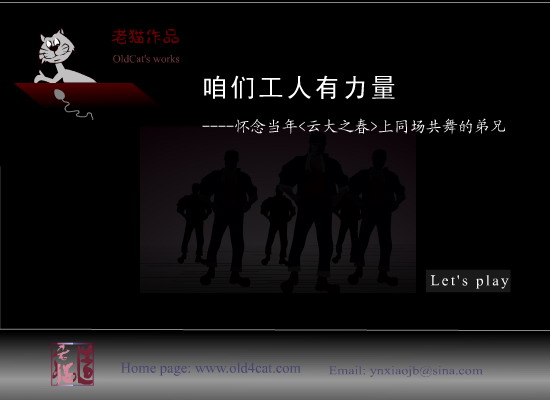 老猫作品
OldCat's works
咱们工人有力量
----怀念当年<云大之春>上同场共舞的弟兄
Let's play
老猫道
Home page: www.old4cat.com
Email: ynxiaojb@sina.com